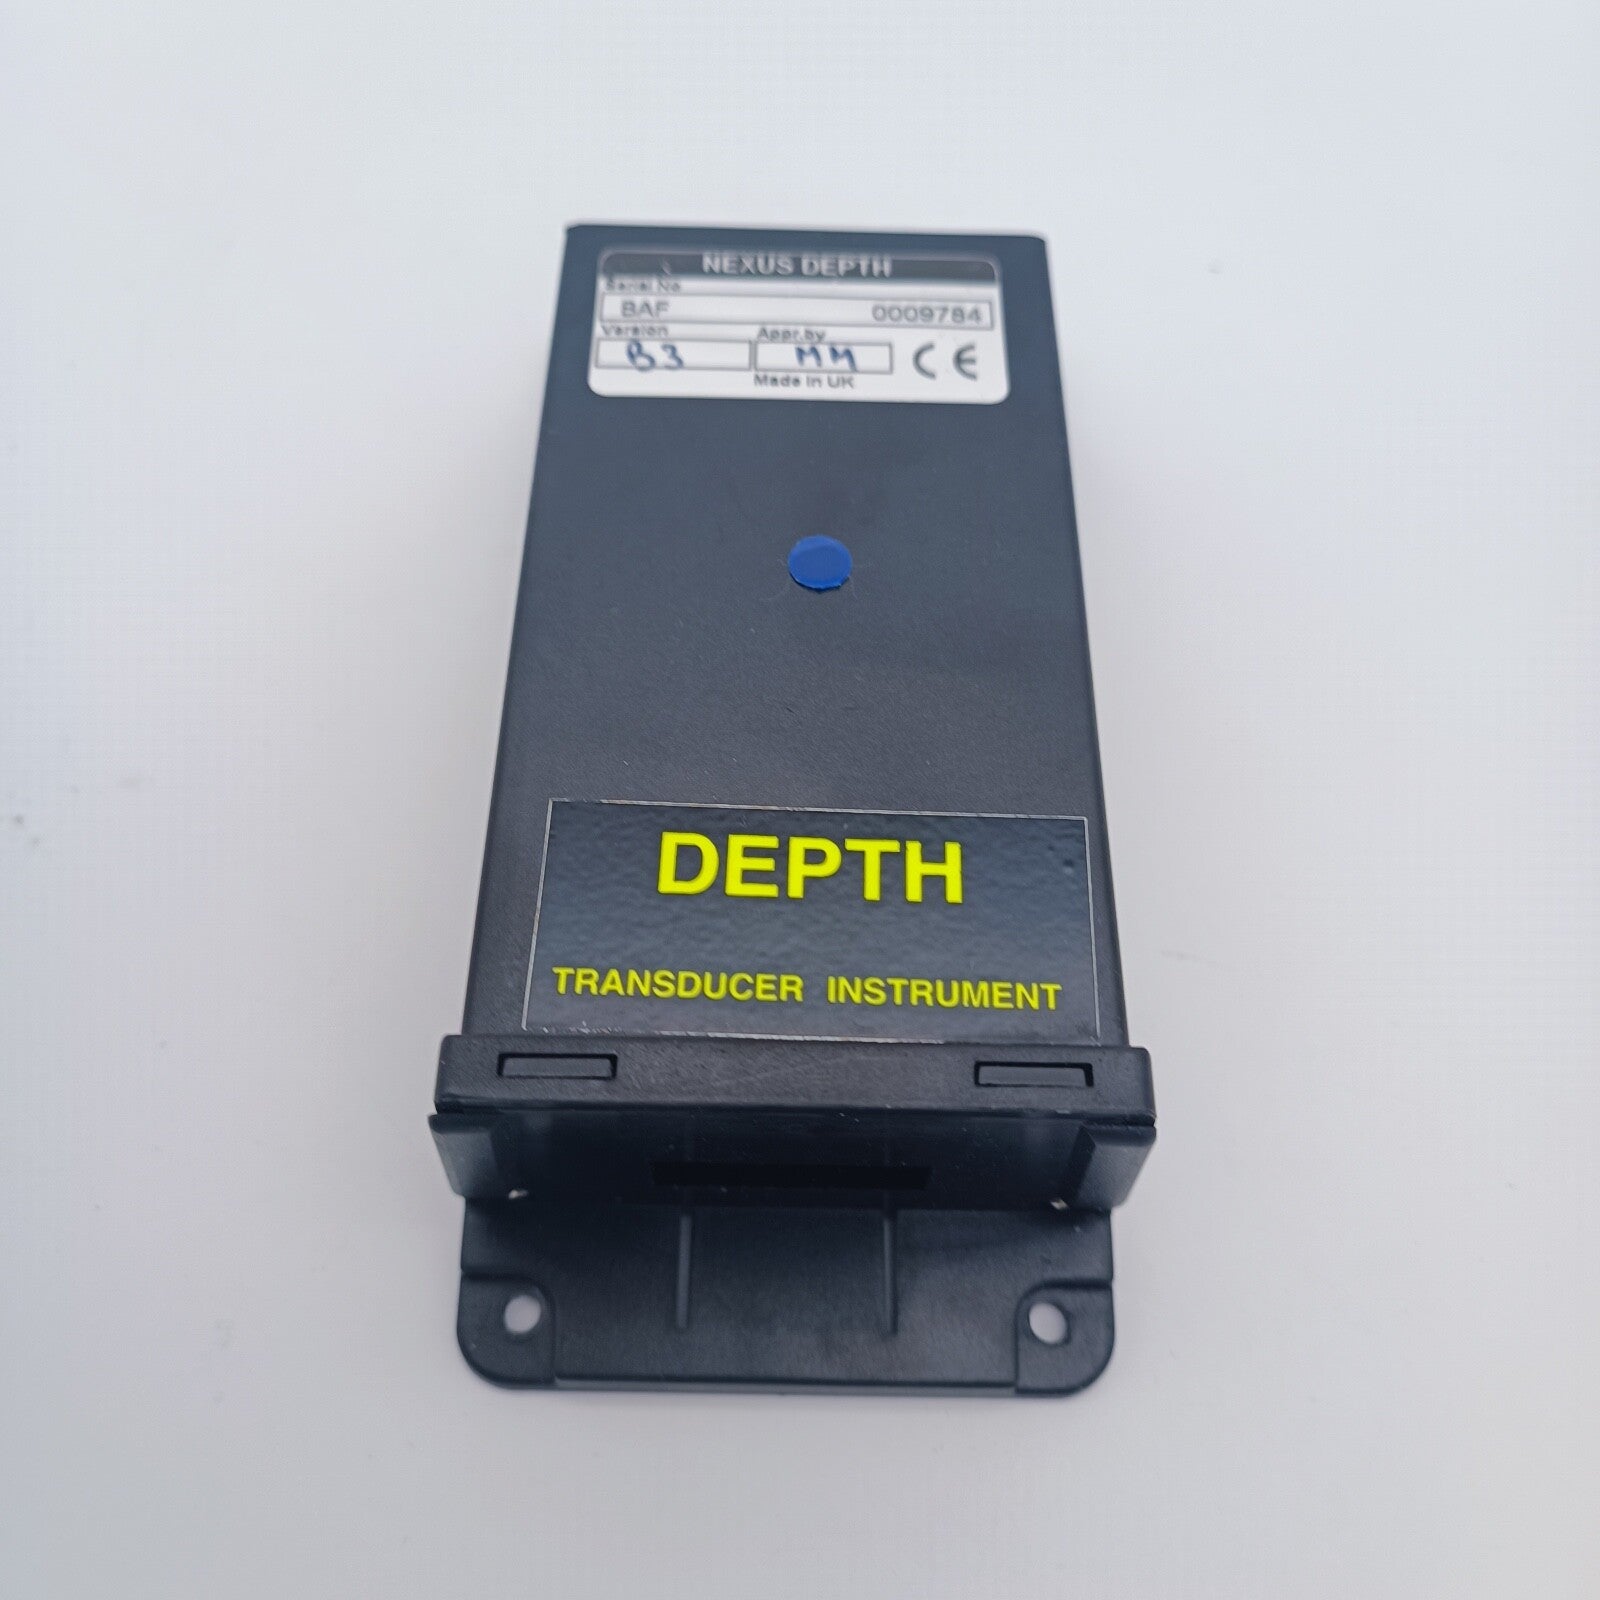 NEXUS DEPTH
Serial No
BAF 0009784
Version Appr.by
B3 MM CE
Made in UK
DEPTH
TRANSDUCER INSTRUMENT